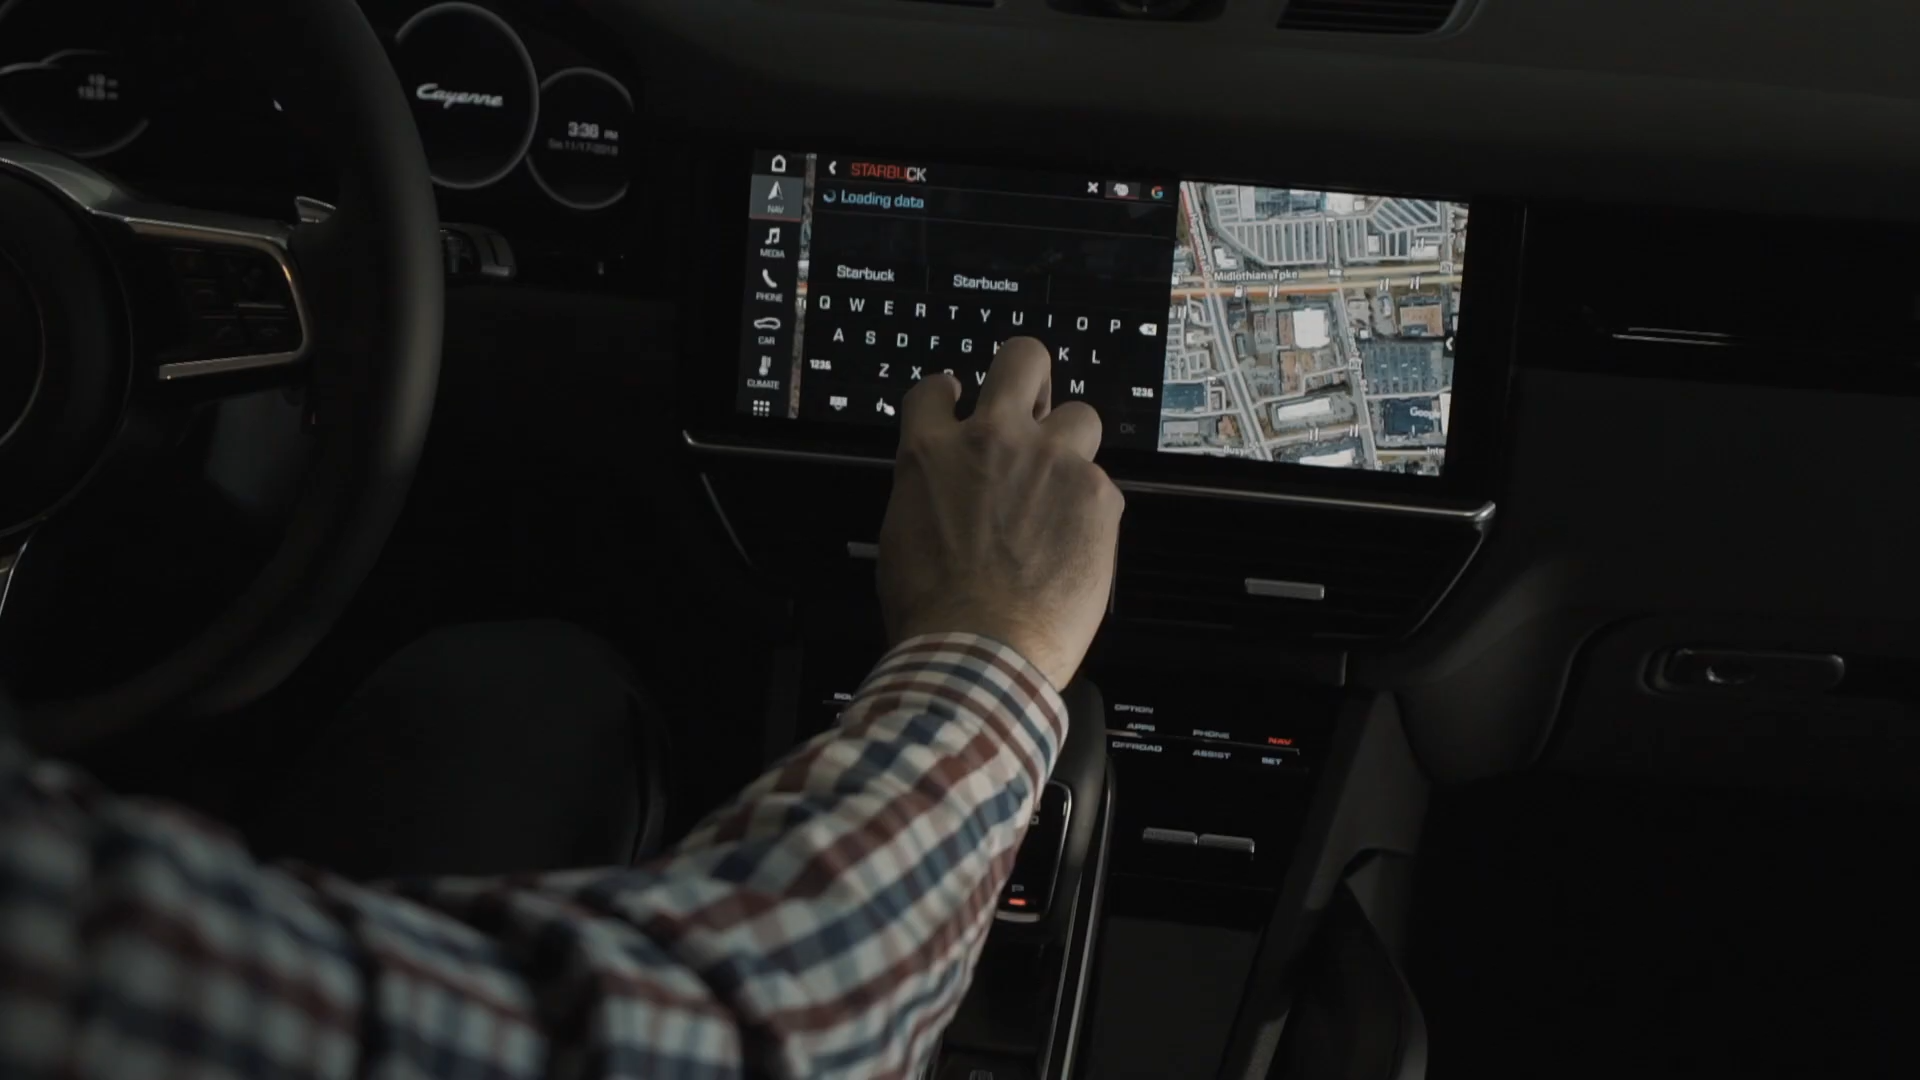 Cayenne
3:36 PM
STARBUCK
Loading data
Starbuck Starbucks
Q W E R T Y U I O P
A S D F G H K L
Z X V M
123$
123$
OK
NAV
MEDIA
PHONE
CAR
CLIMATE
Midlothian Tpke
Google
OPTION
APPS PHONE NAV
OFFROAD ASSIST SET
P